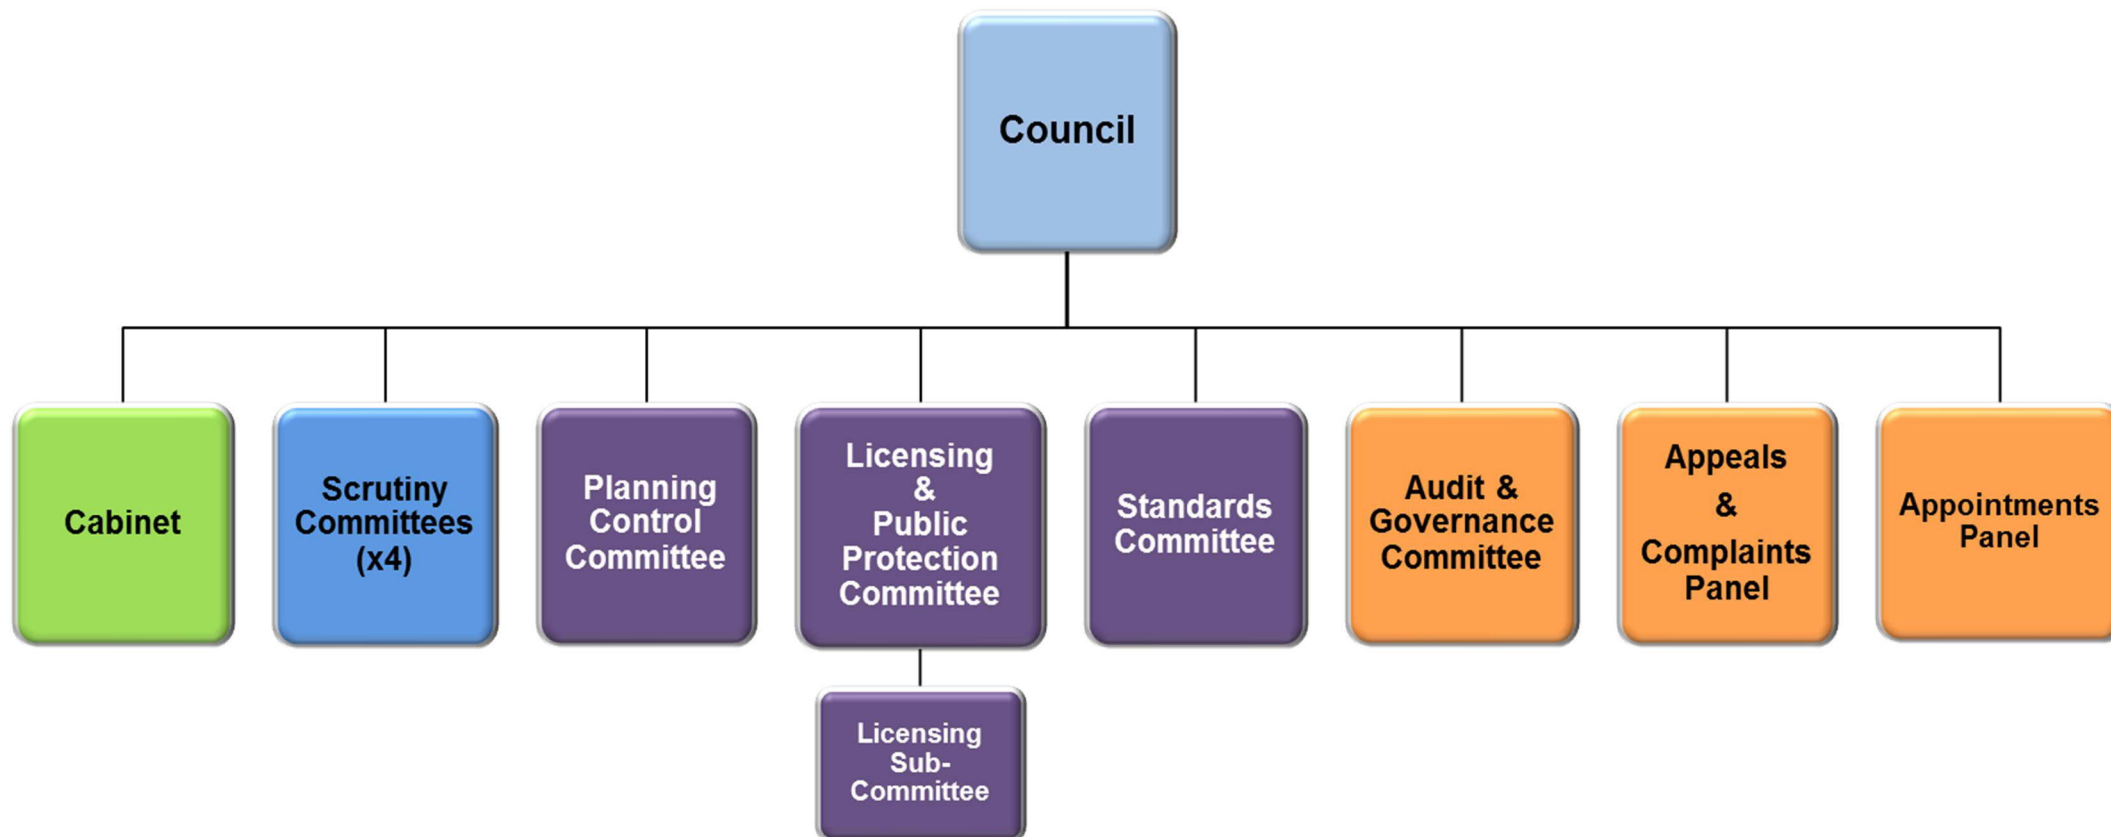 Council
Cabinet
Scrutiny
Committees
(x4)
Planning
Control
Committee
Licensing
&
Public
Protection
Committee
Standards
Committee
Audit &
Governance
Committee
Appeals
&
Complaints
Panel
Appointments
Panel
Licensing
Sub-
Committee